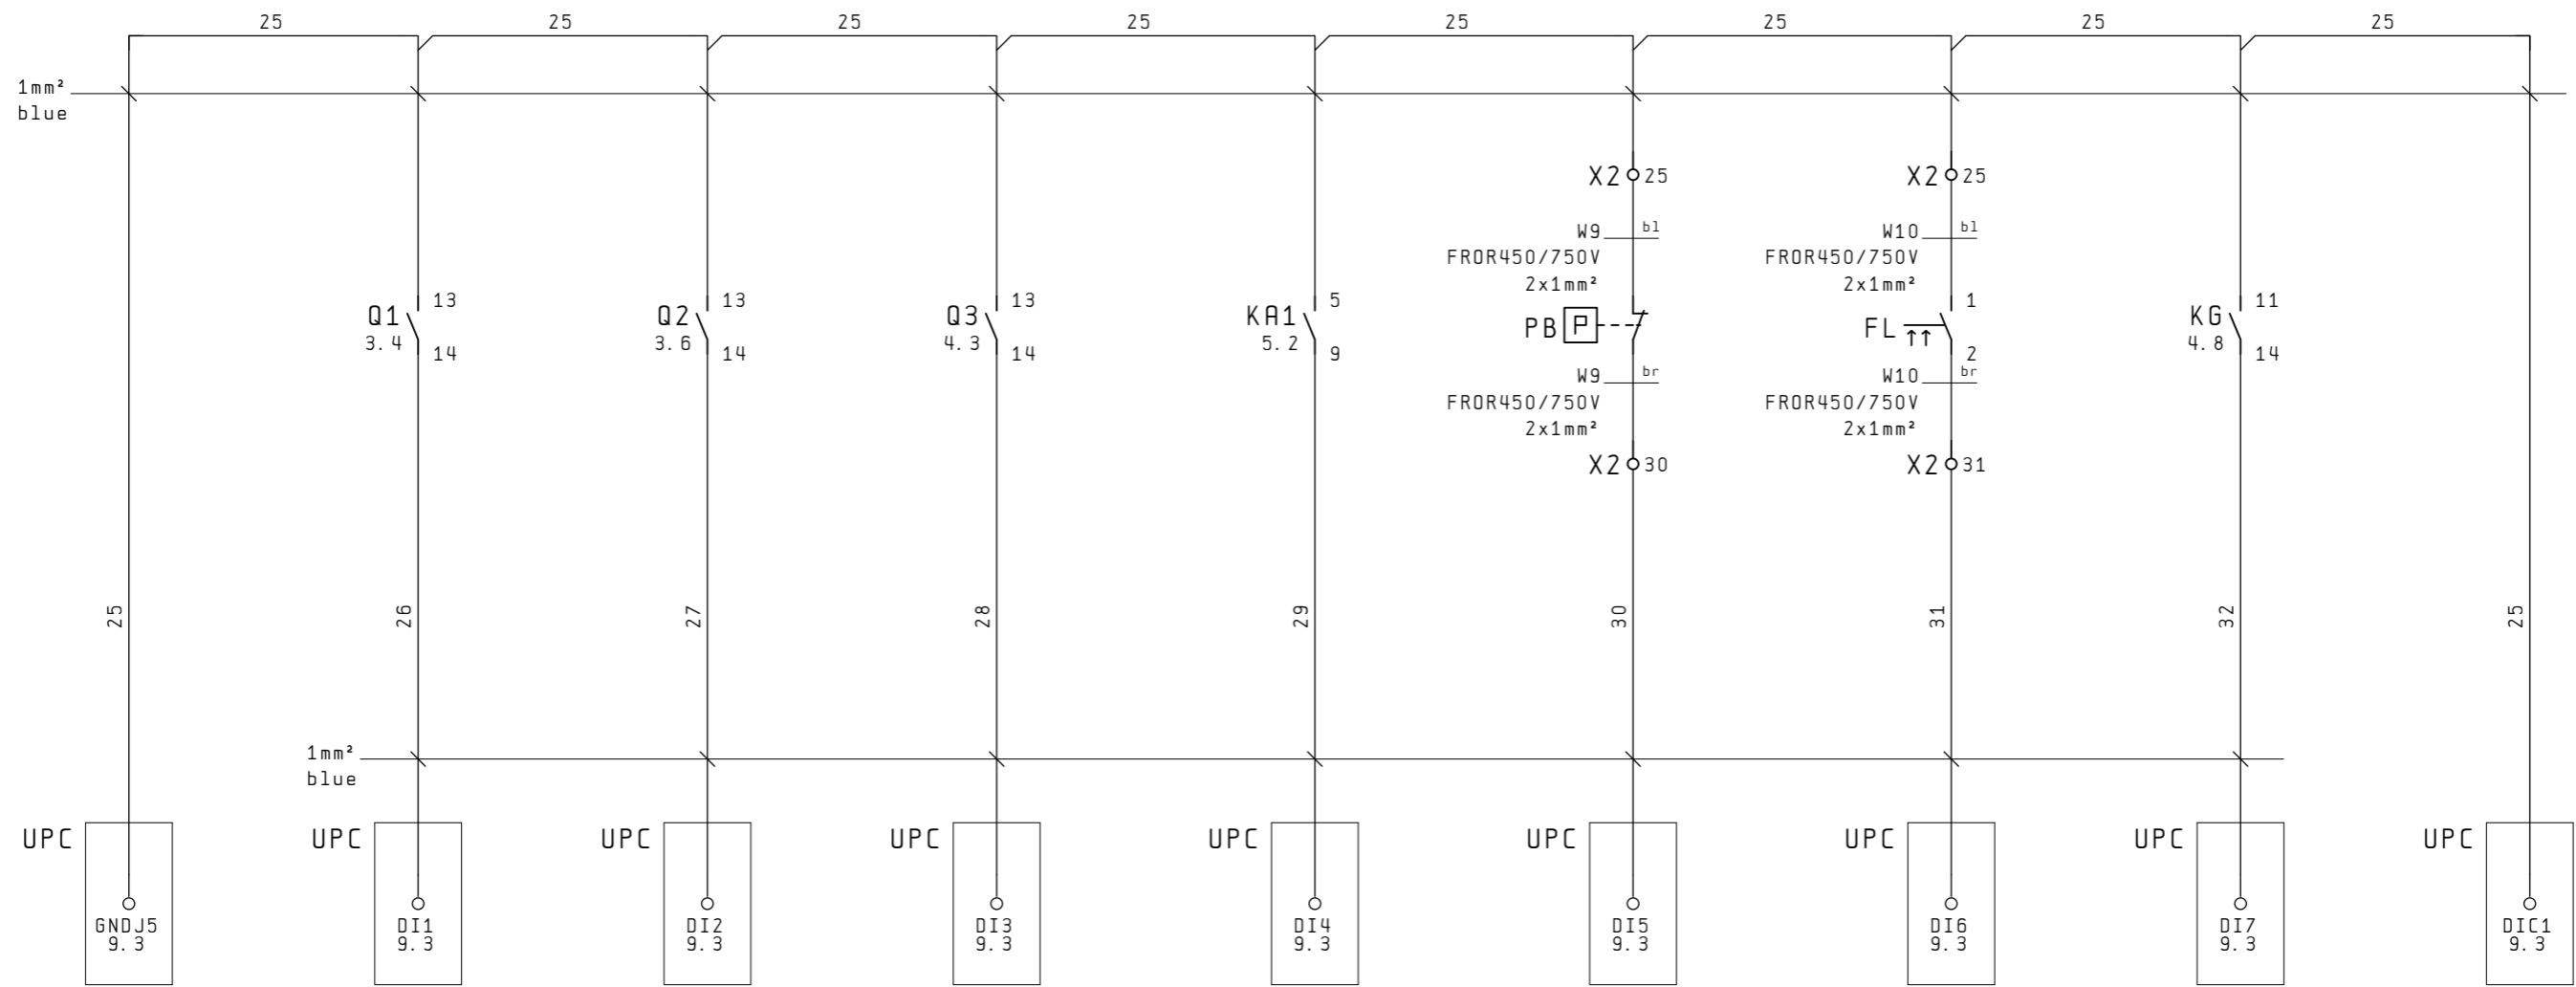 25 25 25 25 25 25 25 25
1mm²
blue
X2 25 X2 25
W9 bl W10 bl
FROR450/750V FROR450/750V
2x1mm² 2x1mm²
13 13 13 5 1 11
Q1 Q2 Q3 KA1 PB P FL KG
3.4 3.6 4.3 5.2 4.8
14 14 14 9 2 14
W9 br W10 br
FROR450/750V FROR450/750V
2x1mm² 2x1mm²
X2 30 X2 31
25 26 27 28 29 30 31 32 25
1mm²
blue
UPC UPC UPC UPC UPC UPC UPC UPC UPC
GNDJ5 DI1 DI2 DI3 DI4 DI5 DI6 DI7 DIC1
9.3 9.3 9.3 9.3 9.3 9.3 9.3 9.3 9.3